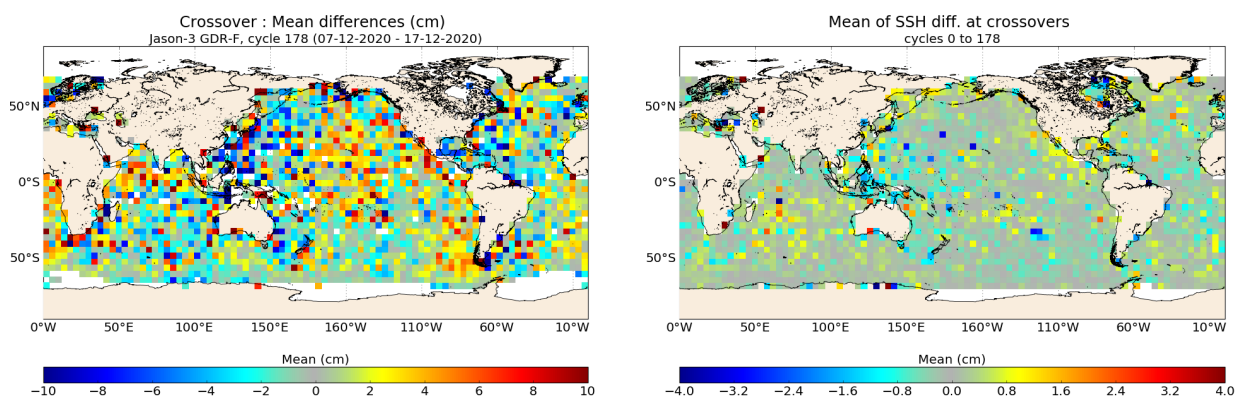 Crossover : Mean differences (cm)
Jason-3 GDR-F, cycle 178 (07-12-2020 - 17-12-2020)
50°N
0°S
50°S
0°W 50°E 100°E 150°E 160°W 110°W 60°W 10°W
Mean (cm)
−10 −8 −6 −4 −2 0 2 4 6 8 10
Mean of SSH diff. at crossovers
cycles 0 to 178
50°N
0°S
50°S
0°W 50°E 100°E 150°E 160°W 110°W 60°W 10°W
Mean (cm)
−4.0 −3.2 −2.4 −1.6 −0.8 0.0 0.8 1.6 2.4 3.2 4.0